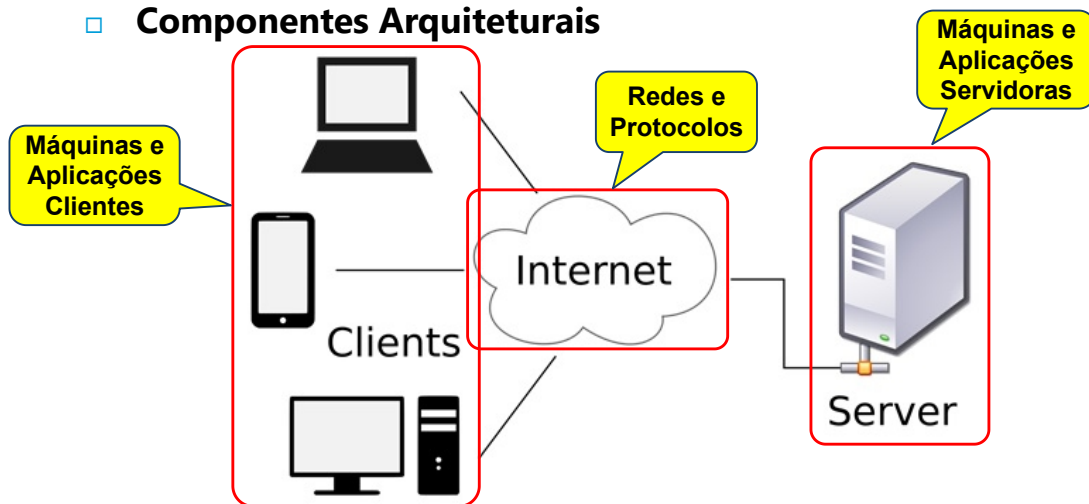 Componentes Arquiteturais
Máquinas e
Aplicações
Servidoras
Redes e
Protocolos
Máquinas e
Aplicações
Clientes
Internet
Clients
Server